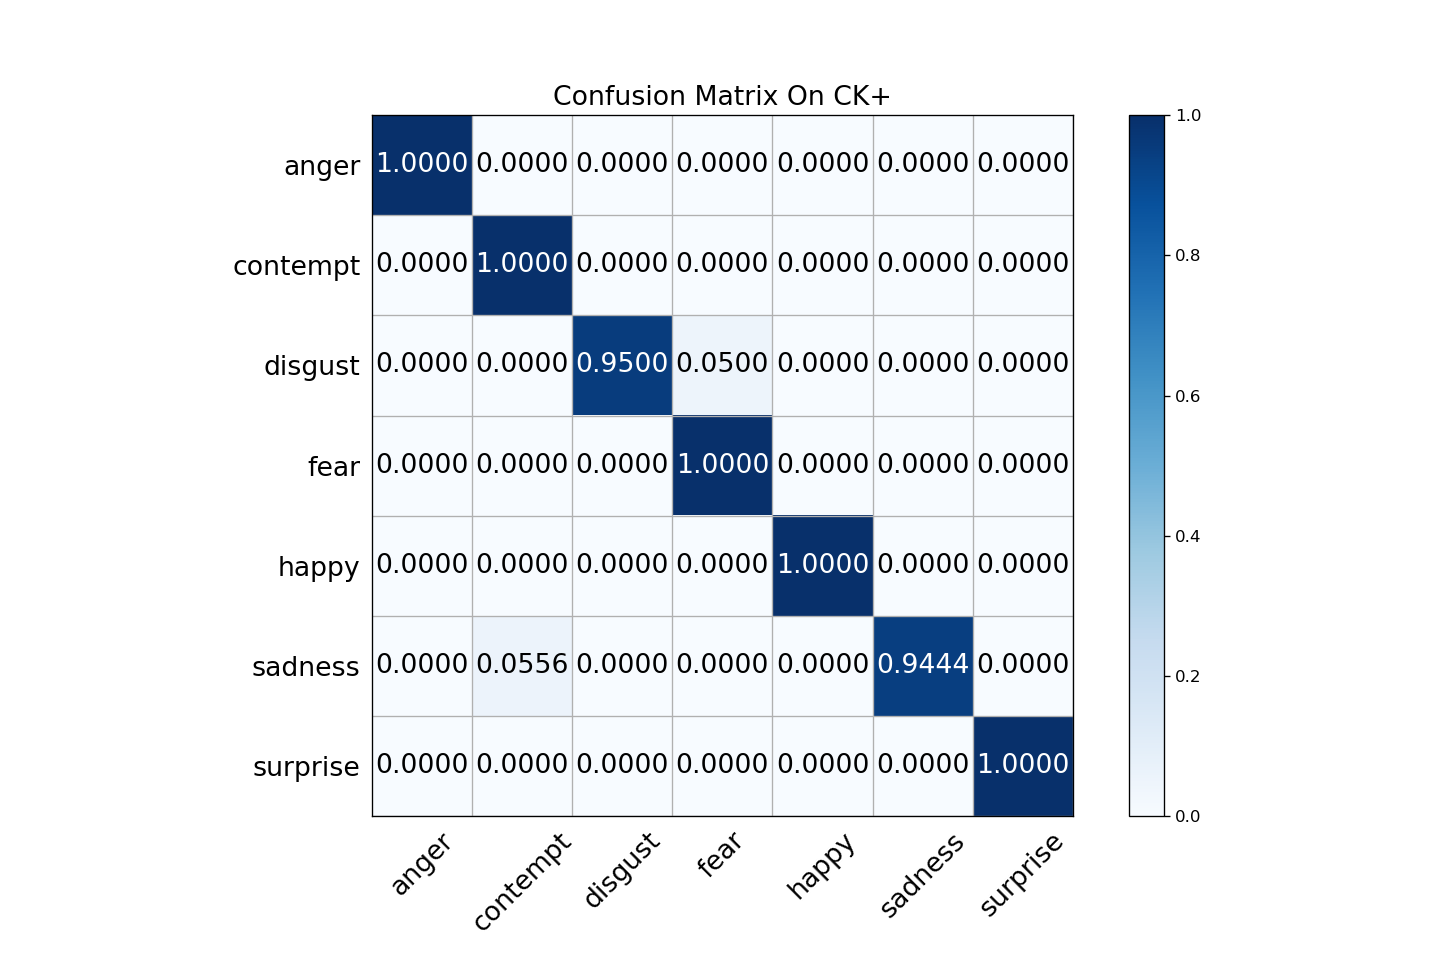 Confusion Matrix On CK+
anger 1.0000 0.0000 0.0000 0.0000 0.0000 0.0000 0.0000
contempt 0.0000 1.0000 0.0000 0.0000 0.0000 0.0000 0.0000
disgust 0.0000 0.0000 0.9500 0.0500 0.0000 0.0000 0.0000
fear 0.0000 0.0000 0.0000 1.0000 0.0000 0.0000 0.0000
happy 0.0000 0.0000 0.0000 0.0000 1.0000 0.0000 0.0000
sadness 0.0000 0.0556 0.0000 0.0000 0.0000 0.9444 0.0000
surprise 0.0000 0.0000 0.0000 0.0000 0.0000 0.0000 1.0000
anger contempt disgust fear happy sadness surprise
1.0
0.8
0.6
0.4
0.2
0.0